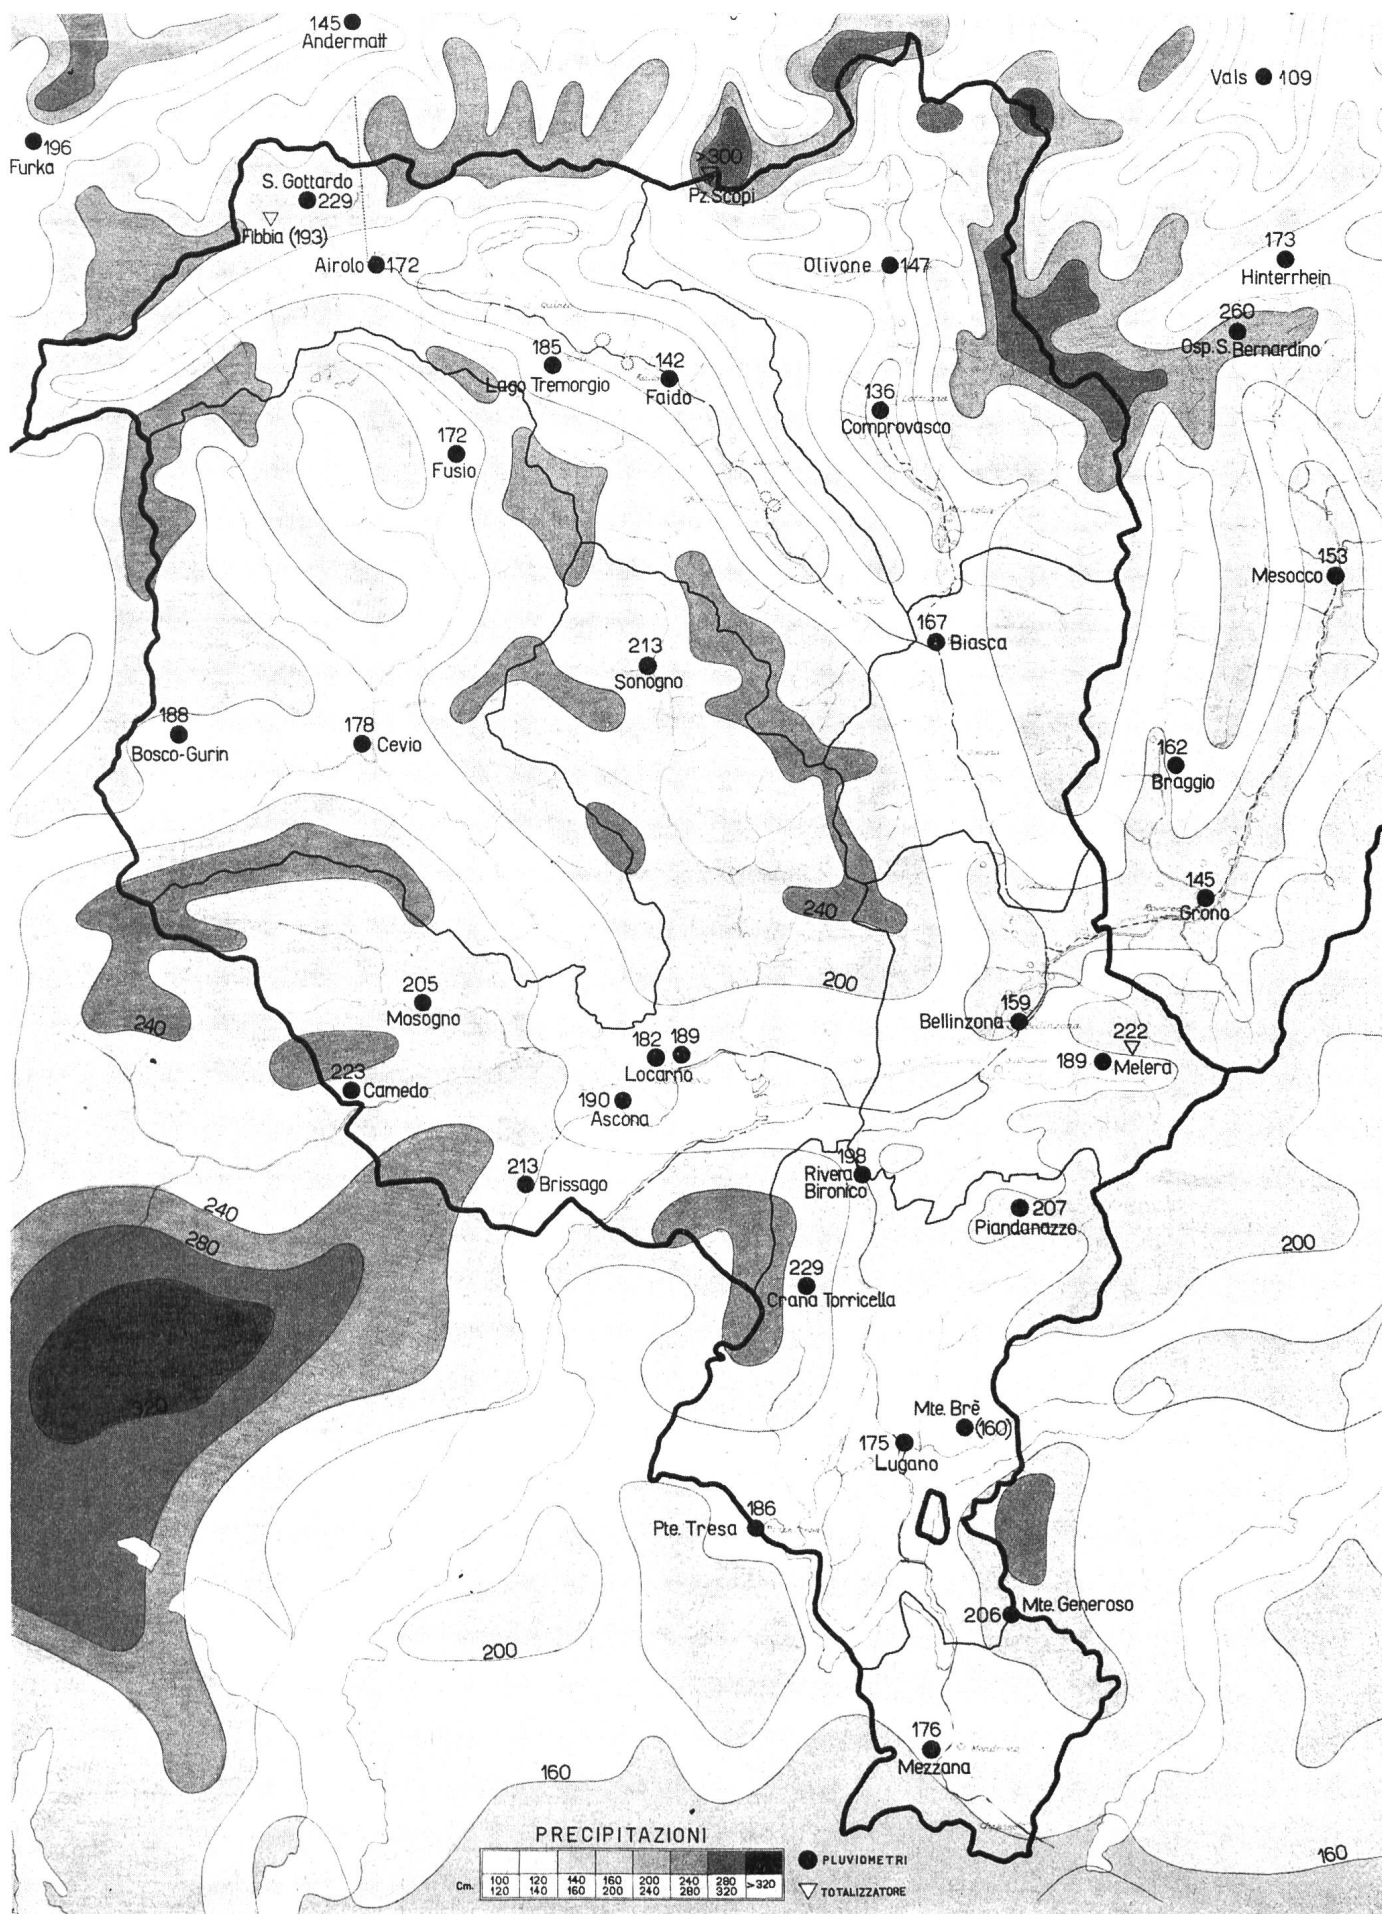 145
Andermatt
Vals 109
196
Furka
>300
Pz.Scopi
S. Gottardo
229
Fibbia (193)
Airolo 172
Olivone 147
173
Hinterrhein
260
Osp.S.Bernardino
185
Lago Tremorgio
142
Faido
136
Comprovasco
172
Fusio
153
Mesocco
167
Biasca
213
Sonogno
188
Bosco-Gurin
178
Cevio
162
Braggio
145
Grono
240
200
205
Mosogno
240
159
Bellinzona
222
189 Melera
182 189
Locarno
223
Camedo
190
Ascona
213
Brissago
198
Rivera
Bironico
207
Piandanazzo
240
280
200
229
Crana Torricella
320
Mte. Brè
(160)
175
Lugano
186
Pte. Tresa
Mte. Generoso
206
200
176
Mezzana
160
160
PRECIPITAZIONI
Cm.
100 120 140 160 200 240 280 >320
120 140 160 200 240 280 320
PLUVIOMETRI
TOTALIZZATORE